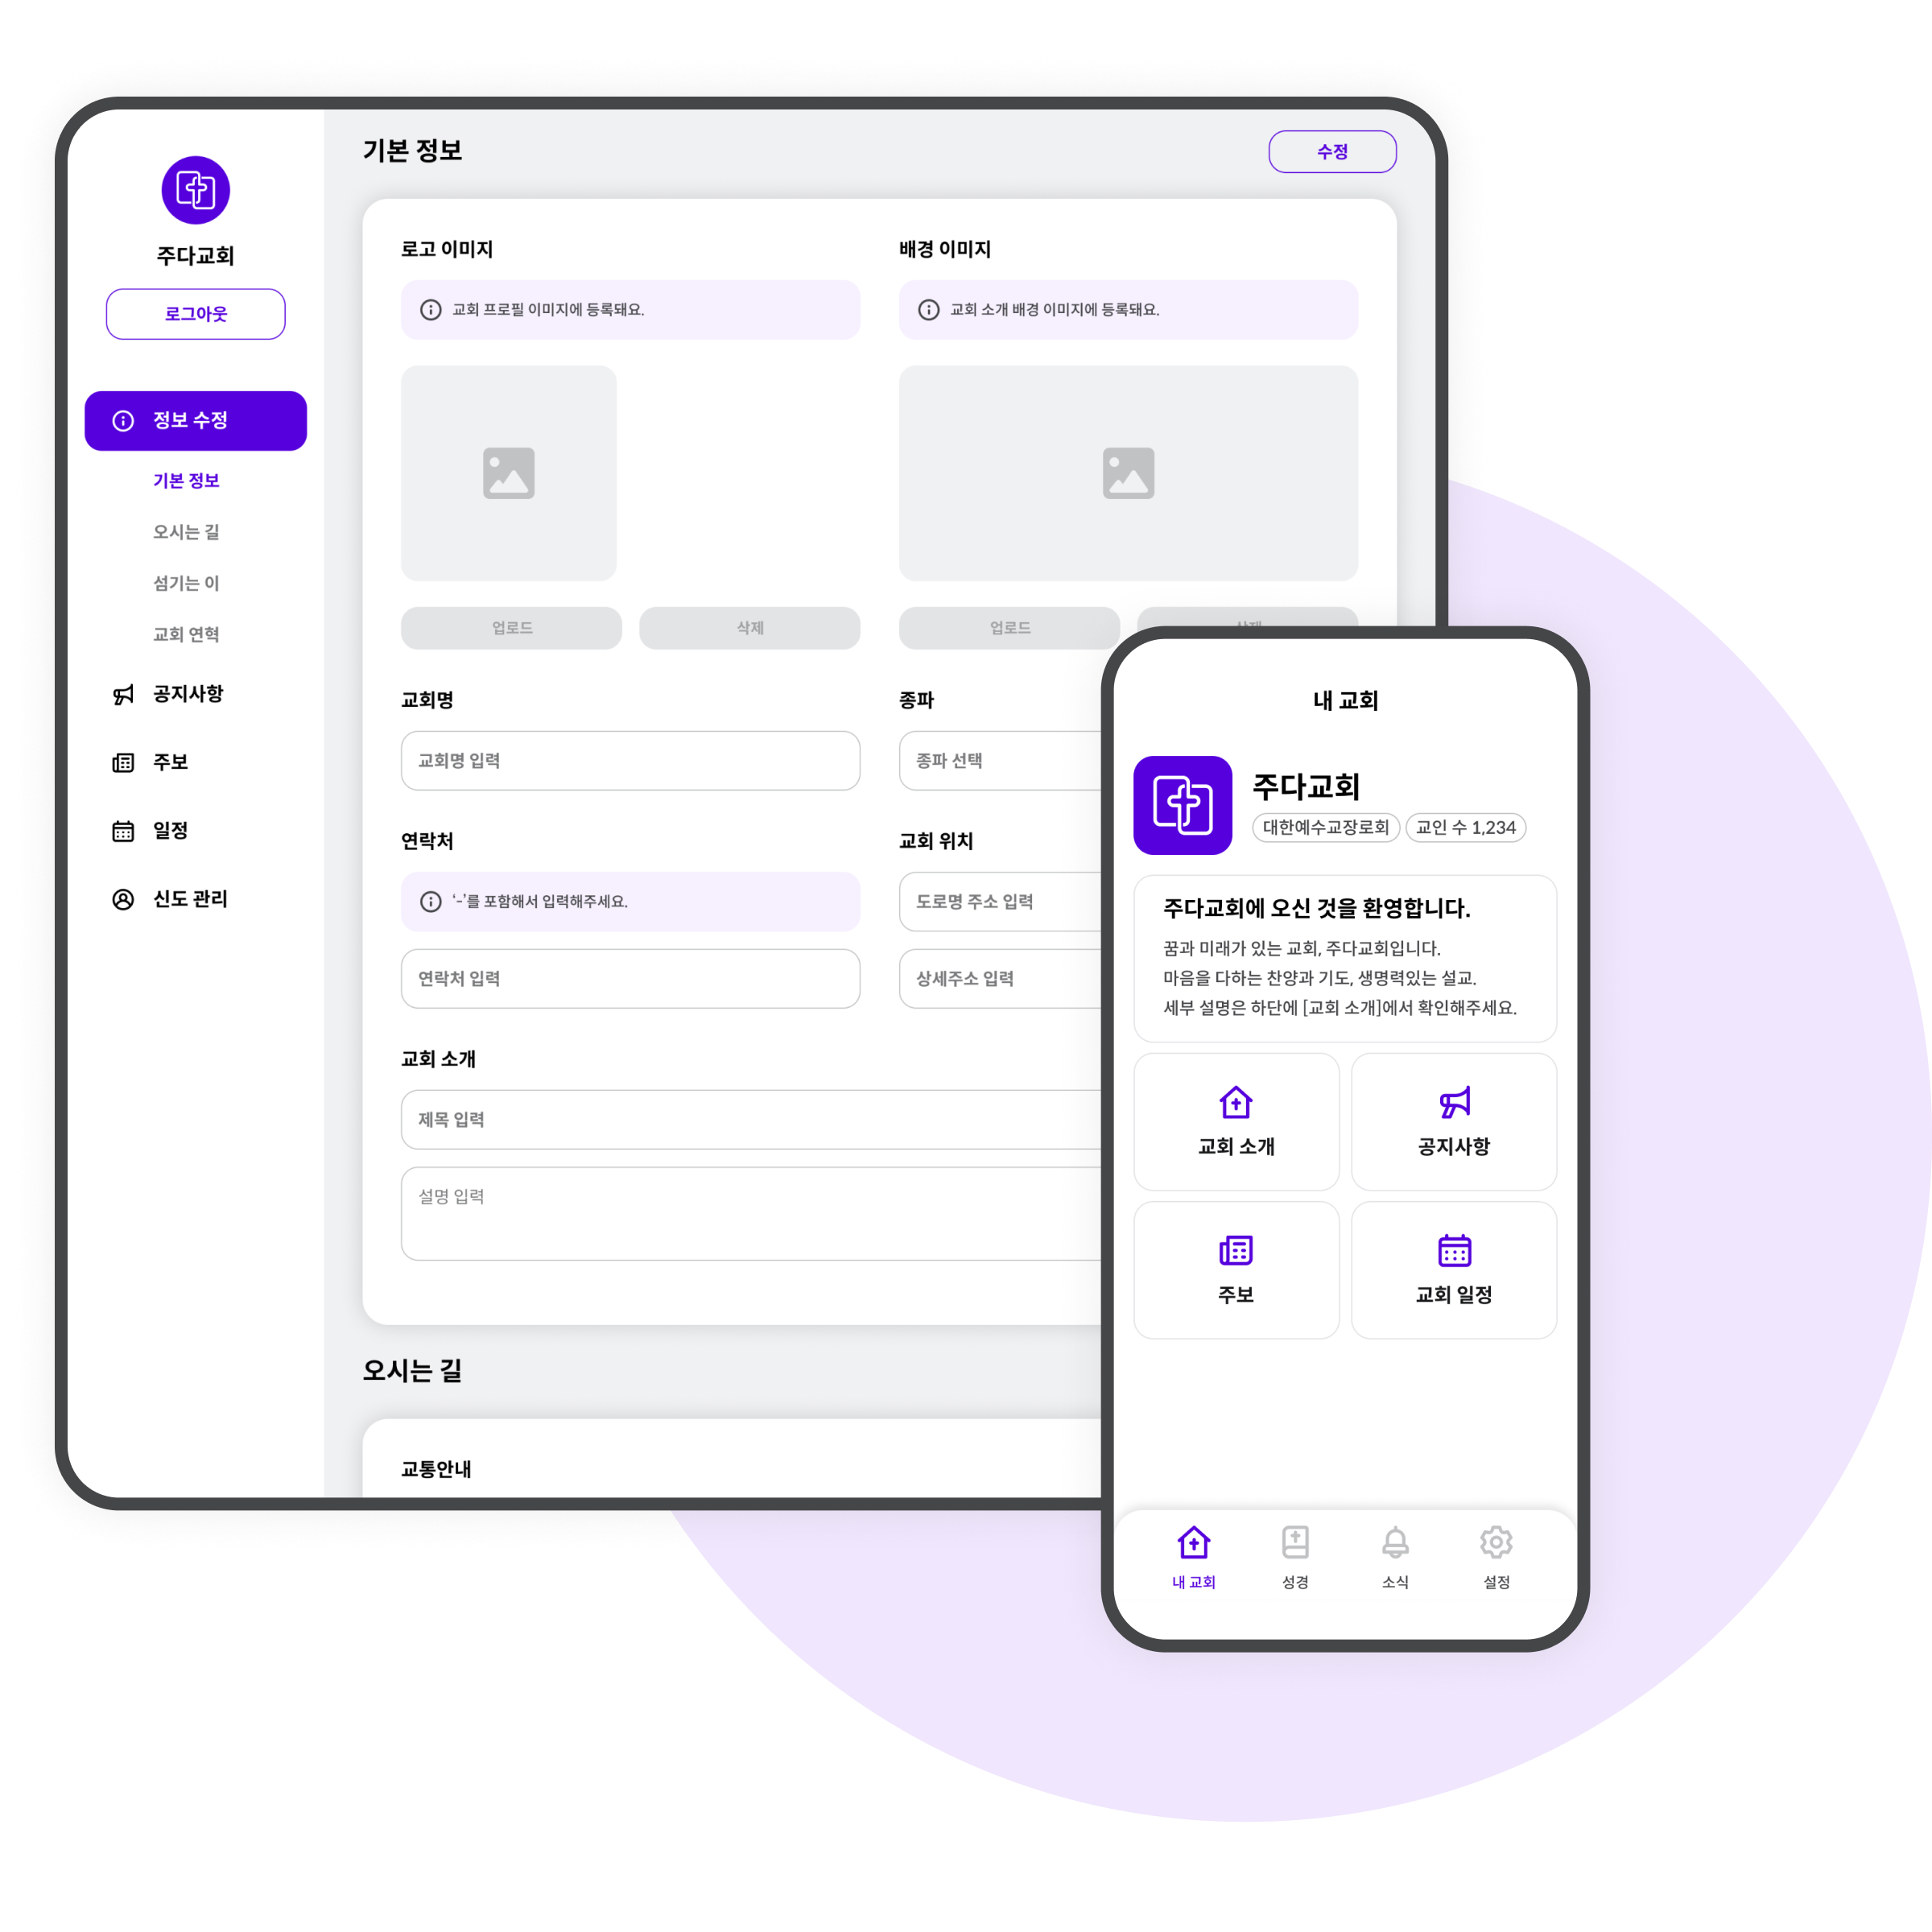 주다교회
로그아웃
정보 수정
기본 정보
오시는 길
섬기는 이
교회 연혁
공지사항
주보
일정
신도 관리
기본 정보
수정
로고 이미지
교회 프로필 이미지에 등록돼요.
업로드
삭제
배경 이미지
교회 소개 배경 이미지에 등록돼요.
업로드
교회명
교회명 입력
종파
종파 선택
연락처
‘-’를 포함해서 입력해주세요.
연락처 입력
교회 위치
도로명 주소 입력
상세주소 입력
교회 소개
제목 입력
설명 입력
오시는 길
교통안내
내 교회
주다교회
대한예수교장로회
교인 수 1,234
주다교회에 오신 것을 환영합니다.
꿈과 미래가 있는 교회, 주다교회입니다.
마음을 다하는 찬양과 기도, 생명력있는 설교.
세부 설명은 하단에 [교회 소개]에서 확인해주세요.
교회 소개
공지사항
주보
교회 일정
내 교회
성경
소식
설정